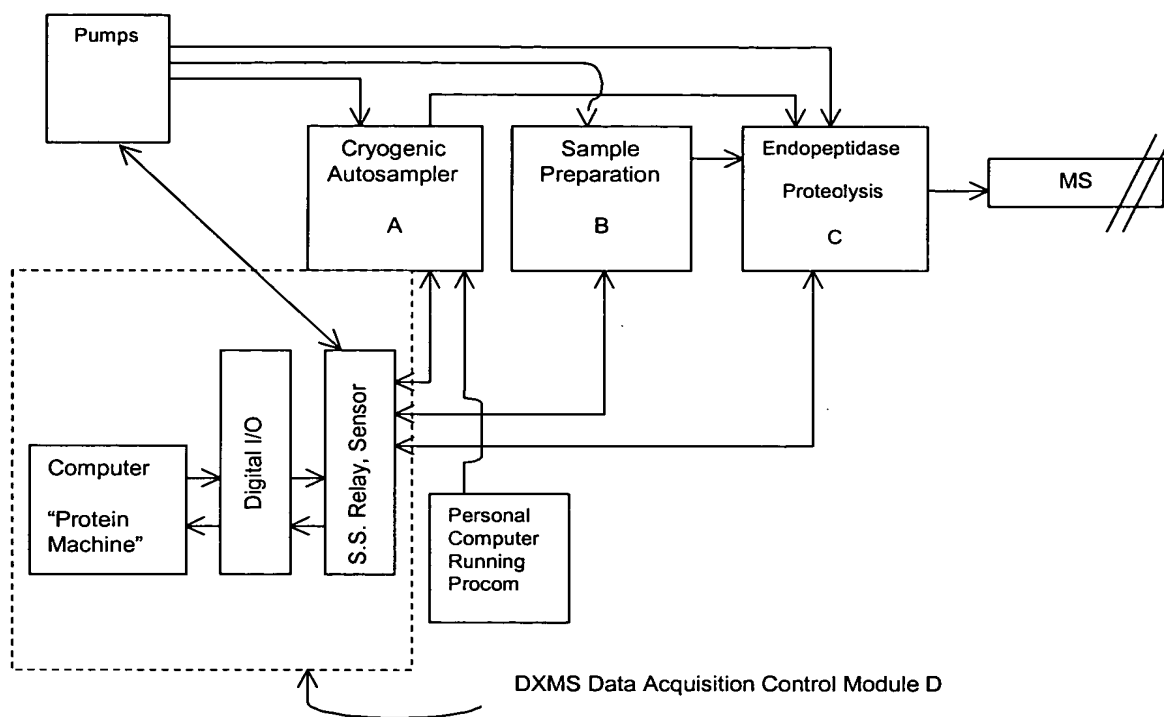 Pumps
Cryogenic
Autosampler
A
Sample
Preparation
B
Endopeptidase
Proteolysis
C
MS
Computer
“Protein
Machine”
Digital I/O
S.S. Relay, Sensor
Personal
Computer
Running
Procom
DXMS Data Acquisition Control Module D